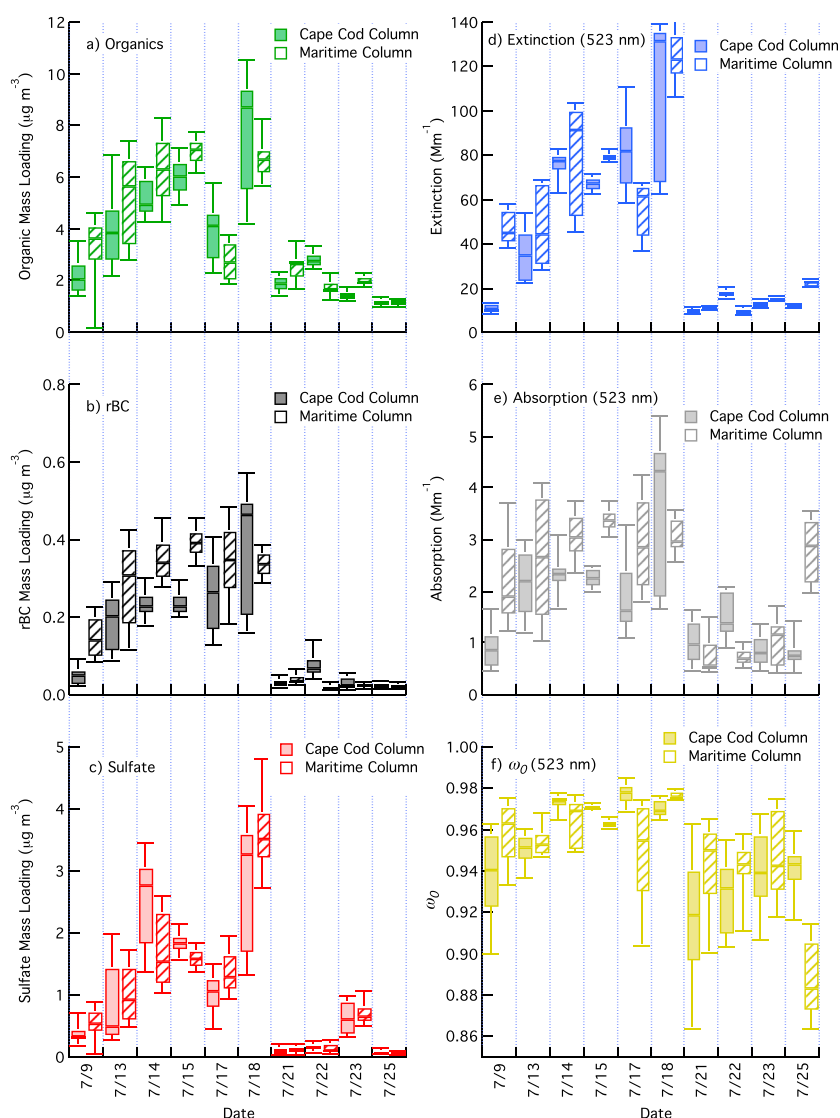 12
10
8
6
4
2
0
Organic Mass Loading (μg m⁻³)
a) Organics
Cape Cod Column
Maritime Column
140
120
100
80
60
40
20
0
Extinction (Mm⁻¹)
d) Extinction (523 nm)
Cape Cod Column
Maritime Column
0.8
0.6
0.4
0.2
0.0
rBC Mass Loading (μg m⁻³)
b) rBC
Cape Cod Column
Maritime Column
5
4
3
2
1
0
Absorption (Mm⁻¹)
e) Absorption (523 nm)
Cape Cod Column
Maritime Column
5
4
3
2
1
0
Sulfate Mass Loading (μg m⁻³)
c) Sulfate
Cape Cod Column
Maritime Column
7/9
7/13
7/14
7/15
7/17
7/18
7/21
7/22
7/23
7/25
Date
1.00
0.98
0.96
0.94
0.92
0.90
0.88
0.86
ω₀
f) ω₀ (523 nm)
Cape Cod Column
Maritime Column
7/9
7/13
7/14
7/15
7/17
7/18
7/21
7/22
7/23
7/25
Date